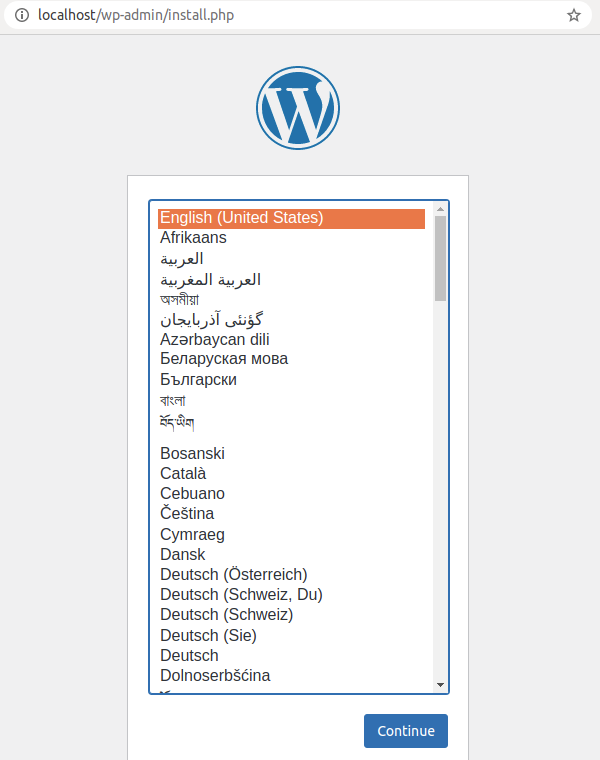 localhost/wp-admin/install.php
English (United States)
Afrikaans
العربية
العربية المغربية
অসমীয়া
گؤنئی آذربایجان
Azərbaycan dili
Беларуская мова
Български
বাংলা
བོད་ཡིག
Bosanski
Català
Cebuano
Čeština
Cymraeg
Dansk
Deutsch (Österreich)
Deutsch (Schweiz, Du)
Deutsch (Schweiz)
Deutsch (Sie)
Deutsch
Dolnoserbšćina
Continue